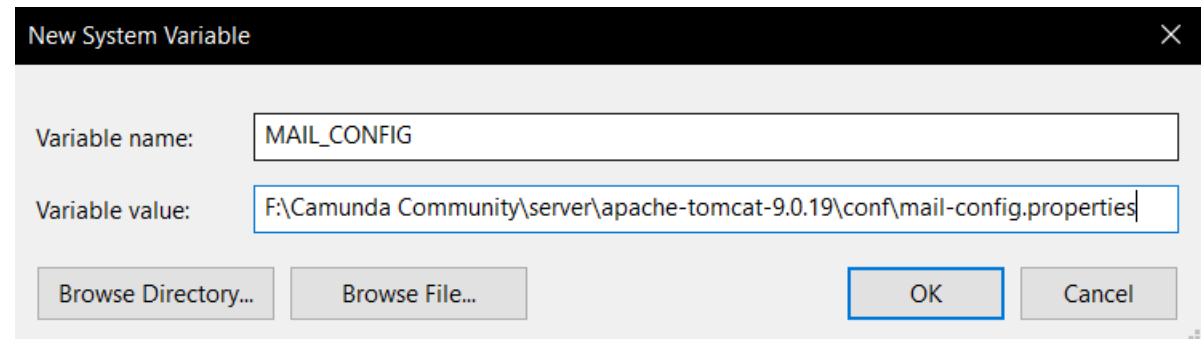 New System Variable
Variable name: MAIL_CONFIG
Variable value: F:\Camunda Community\server\apache-tomcat-9.0.19\conf\mail-config.properties
Browse Directory... Browse File... OK Cancel